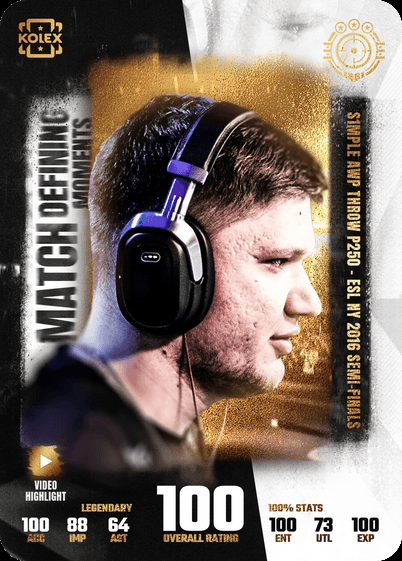 KOLEX
MATCH DEFINING
MOMENTS
S1MPLE AWP THROW P250 - ESL NY 2016 SEMI-FINALS
VIDEO
HIGHLIGHT
LEGENDARY
100 88 64
ACC IMP AST
100
OVERALL RATING
100% STATS
100 73 100
ENT UTL EXP